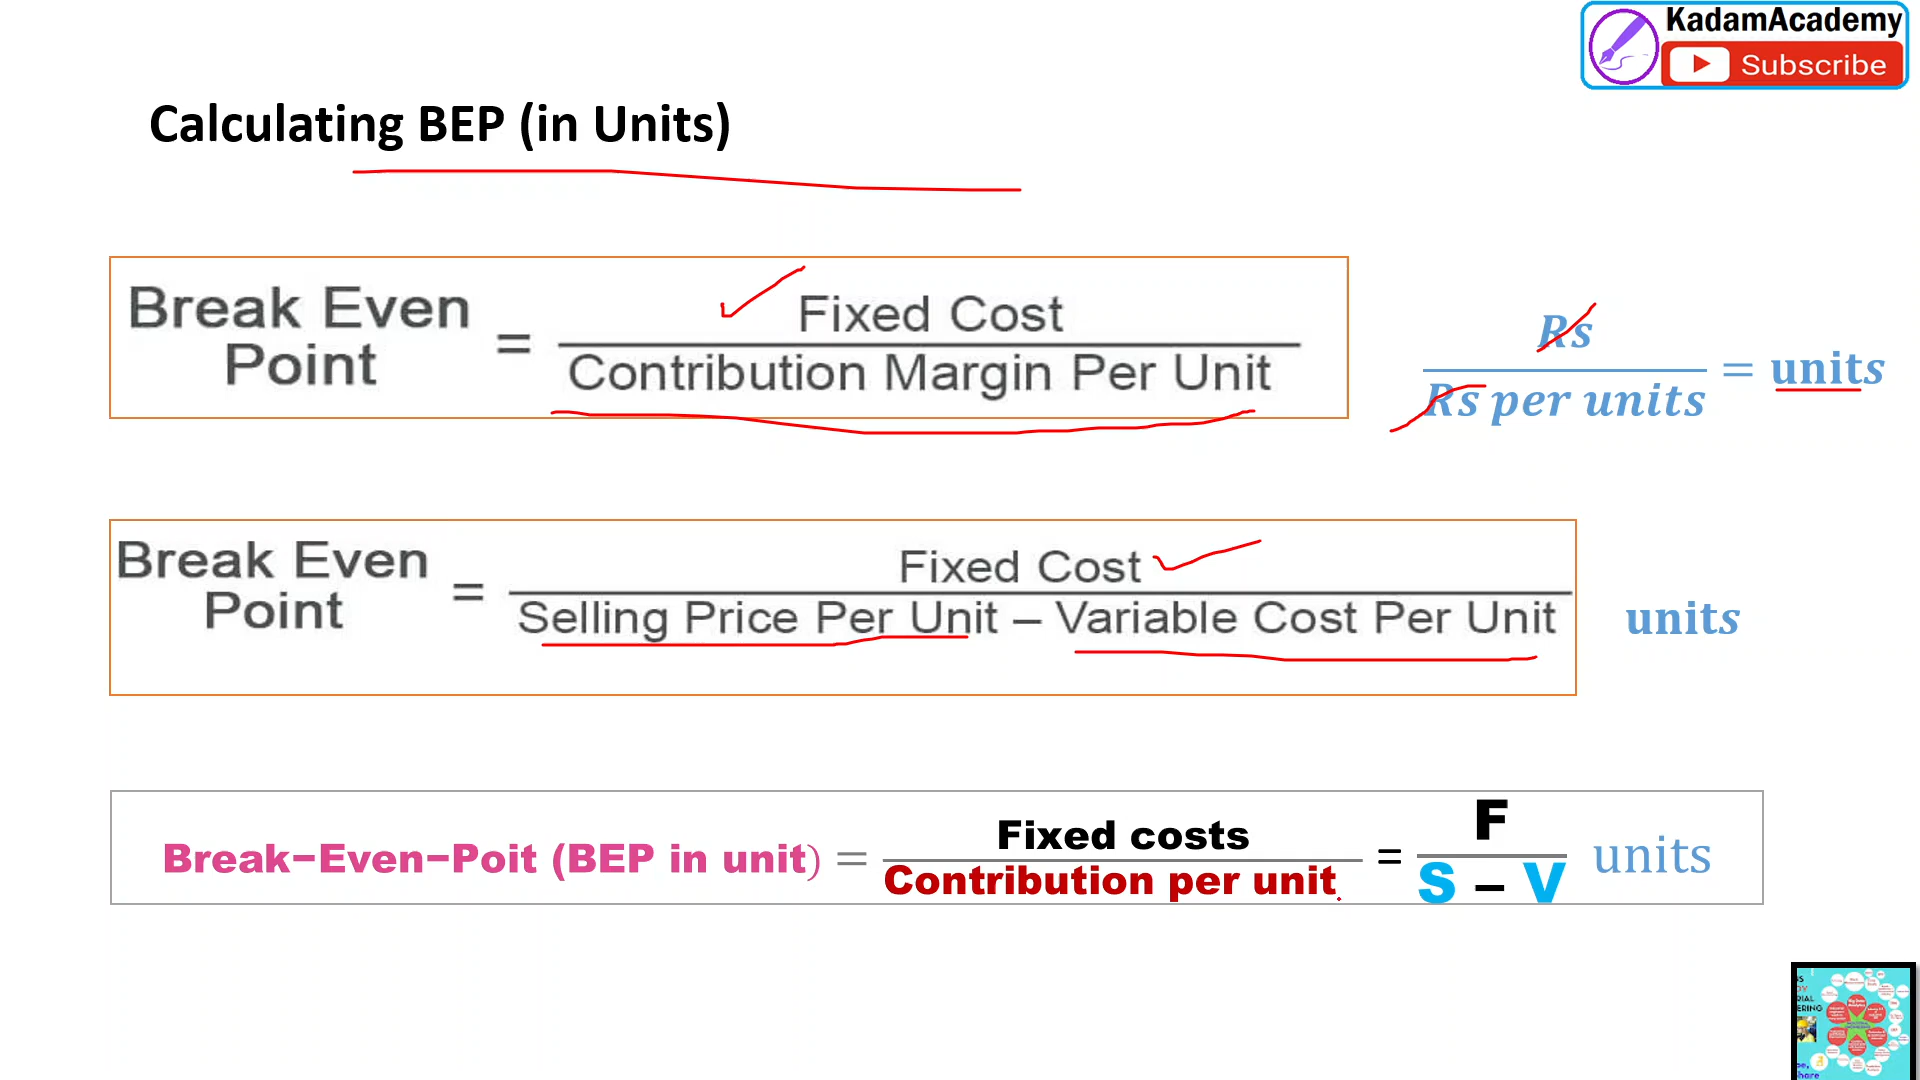 KadamAcademy
Subscribe
Calculating BEP (in Units)
Break Even Point = Fixed Cost / Contribution Margin Per Unit
Rs / Rs per units = units
Break Even Point = Fixed Cost / Selling Price Per Unit – Variable Cost Per Unit
units
Break–Even–Poit (BEP in unit) = Fixed costs / Contribution per unit = F / S – V units